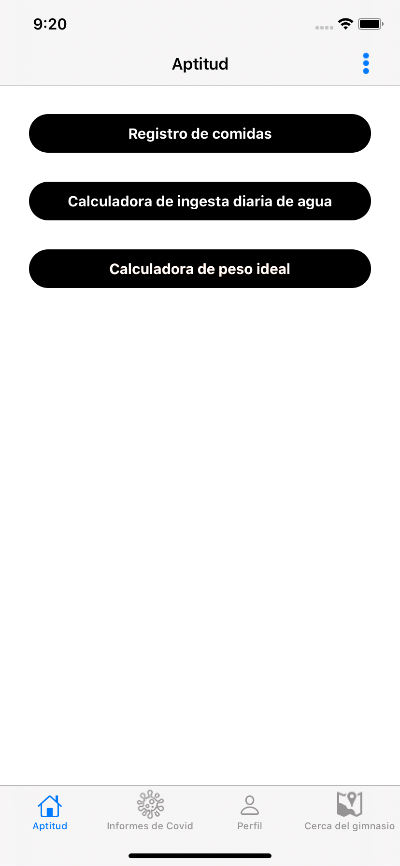 9:20
Aptitud
Registro de comidas
Calculadora de ingesta diaria de agua
Calculadora de peso ideal
Aptitud
Informes de Covid
Perfil
Cerca del gimnasio